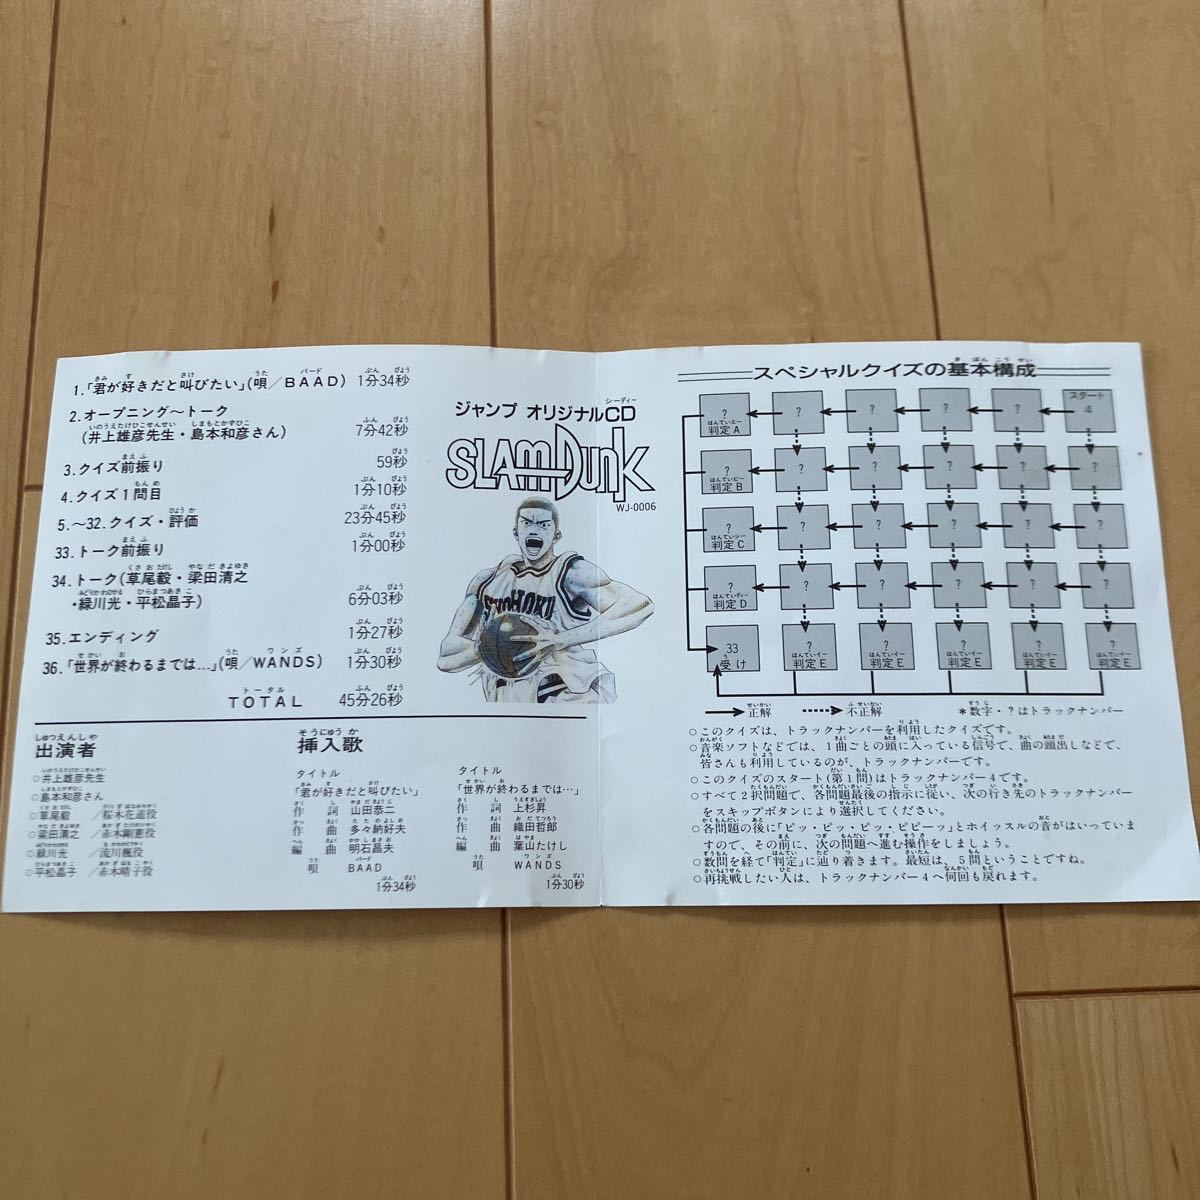 1.「君が好きだと叫びたい」(唄／BAAD) 1分34秒
2.オープニング～トーク
(井上雄彦先生・島本和彦さん) 7分42秒
3.クイズ前振り 59秒
4.クイズ1問目 1分10秒
5.～32.クイズ・評価 23分45秒
33.トーク前振り 1分00秒
34.トーク(草尾毅・梁田清之
・緑川光・平松晶子) 6分03秒
35.エンディング 1分27秒
36.「世界が終わるまでは…」(唄／WANDS) 1分30秒
TOTAL 45分26秒
ジャンプ オリジナルCD
SLAM DUNK
WJ-0006
SHOHOKU
出演者
○井上雄彦先生
○島本和彦さん
○草尾毅／桜木花道役
○梁田清之／赤木剛憲役
○緑川光／流川楓役
○平松晶子／赤木晴子役
挿入歌
タイトル
「君が好きだと叫びたい」
作詞 山田恭二
作曲 多々納好夫
編曲 明石昌夫
唄 BAAD
1分34秒
タイトル
「世界が終わるまでは…」
作詞 上杉昇
作曲 織田哲郎
編曲 葉山たけし
唄 WANDS
1分30秒
スペシャルクイズの基本構成
? 判定A ? ? ? ? スタート 4
? 判定B ? ? ? ? ?
? 判定C ? ? ? ? ?
? 判定D ? ? ? ? ?
33 受け ? 判定E ? 判定E ? 判定E ? 判定E ? 判定E
→正解 →不正解 *数字・?はトラックナンバー
○このクイズは、トラックナンバーを利用したクイズです。
○音楽ソフトなどでは、1曲ごとの頭に入っている信号で、曲の頭出しなどで、
皆さんも利用しているのが、トラックナンバーです。
○このクイズのスタート(第1問)はトラックナンバー4です。
○すべて2択問題で、各問題最後の指示に従い、次の行き先のトラックナンバー
をスキップボタンにより選択してください。
○各問題の後に「ピッ・ピッ・ピッ・ピピーッ」とホイッスルの音がはいっていま
すので、その前に、次の問題へ進む操作をしましょう。
○数問を経て「判定」に辿り着きます。最短は、5問ということですね。
○再挑戦したい人は、トラックナンバー4へ何回も戻れます。